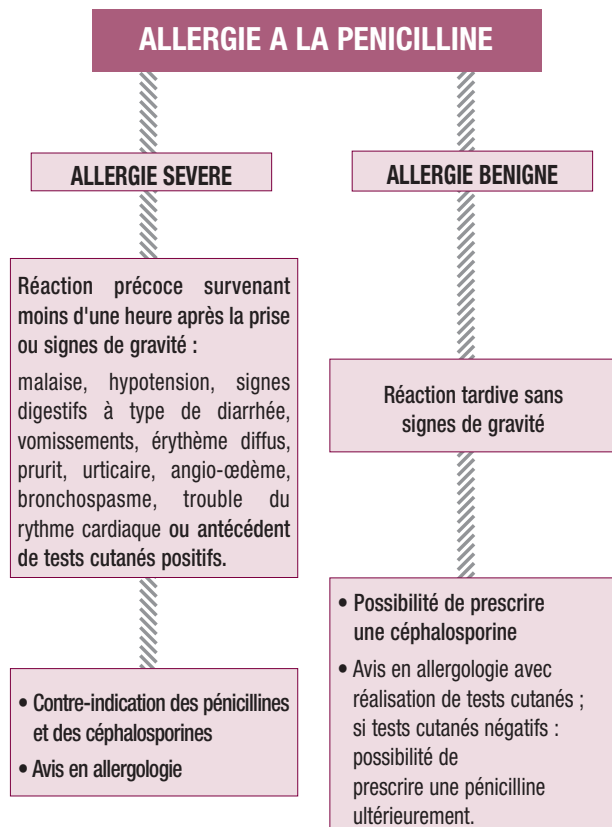 ALLERGIE A LA PENICILLINE
ALLERGIE SEVERE
Réaction précoce survenant
moins d'une heure après la prise
ou signes de gravité :
malaise, hypotension, signes
digestifs à type de diarrhée,
vomissements, érythème diffus,
prurit, urticaire, angio-œdème,
bronchospasme, trouble du
rythme cardiaque ou antécédent
de tests cutanés positifs.
• Contre-indication des pénicillines
et des céphalosporines
• Avis en allergologie
ALLERGIE BENIGNE
Réaction tardive sans
signes de gravité
• Possibilité de prescrire
une céphalosporine
• Avis en allergologie avec
réalisation de tests cutanés ;
si tests cutanés négatifs :
possibilité de
prescrire une pénicilline
ultérieurement.